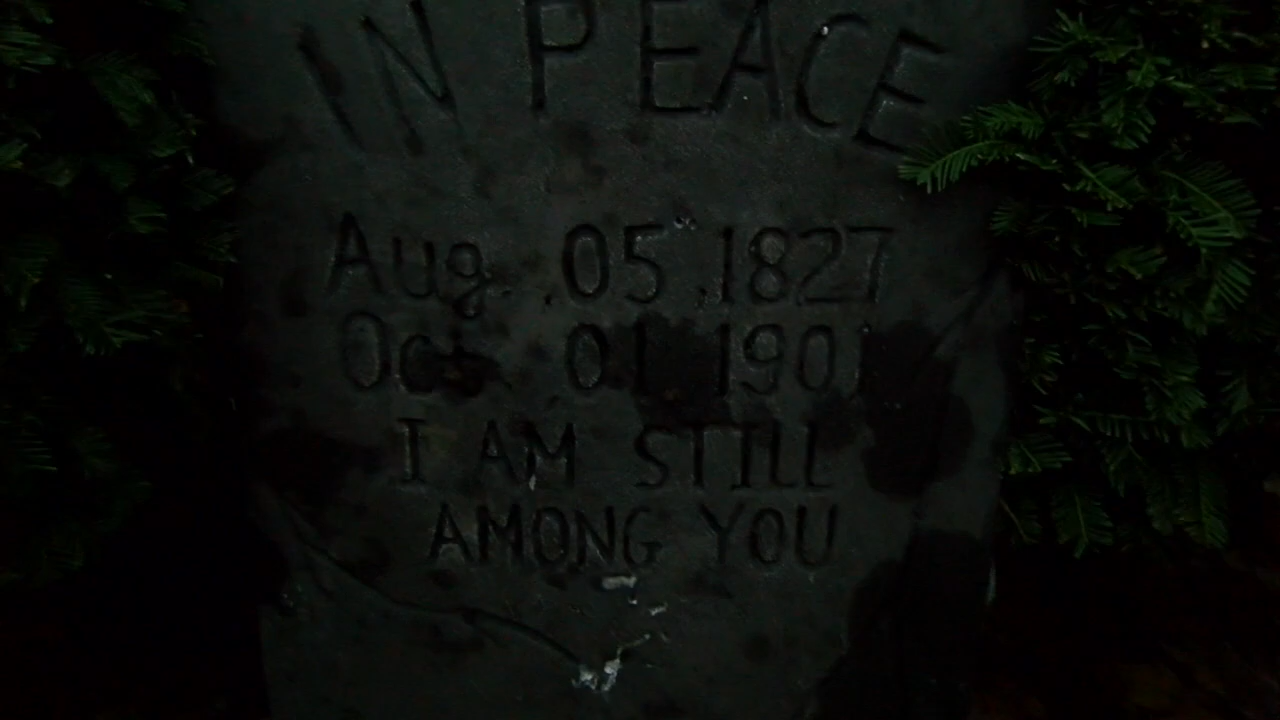 IN PEACE
Aug. 05, 1827
Oct 01 1901
I AM STILL
AMONG YOU